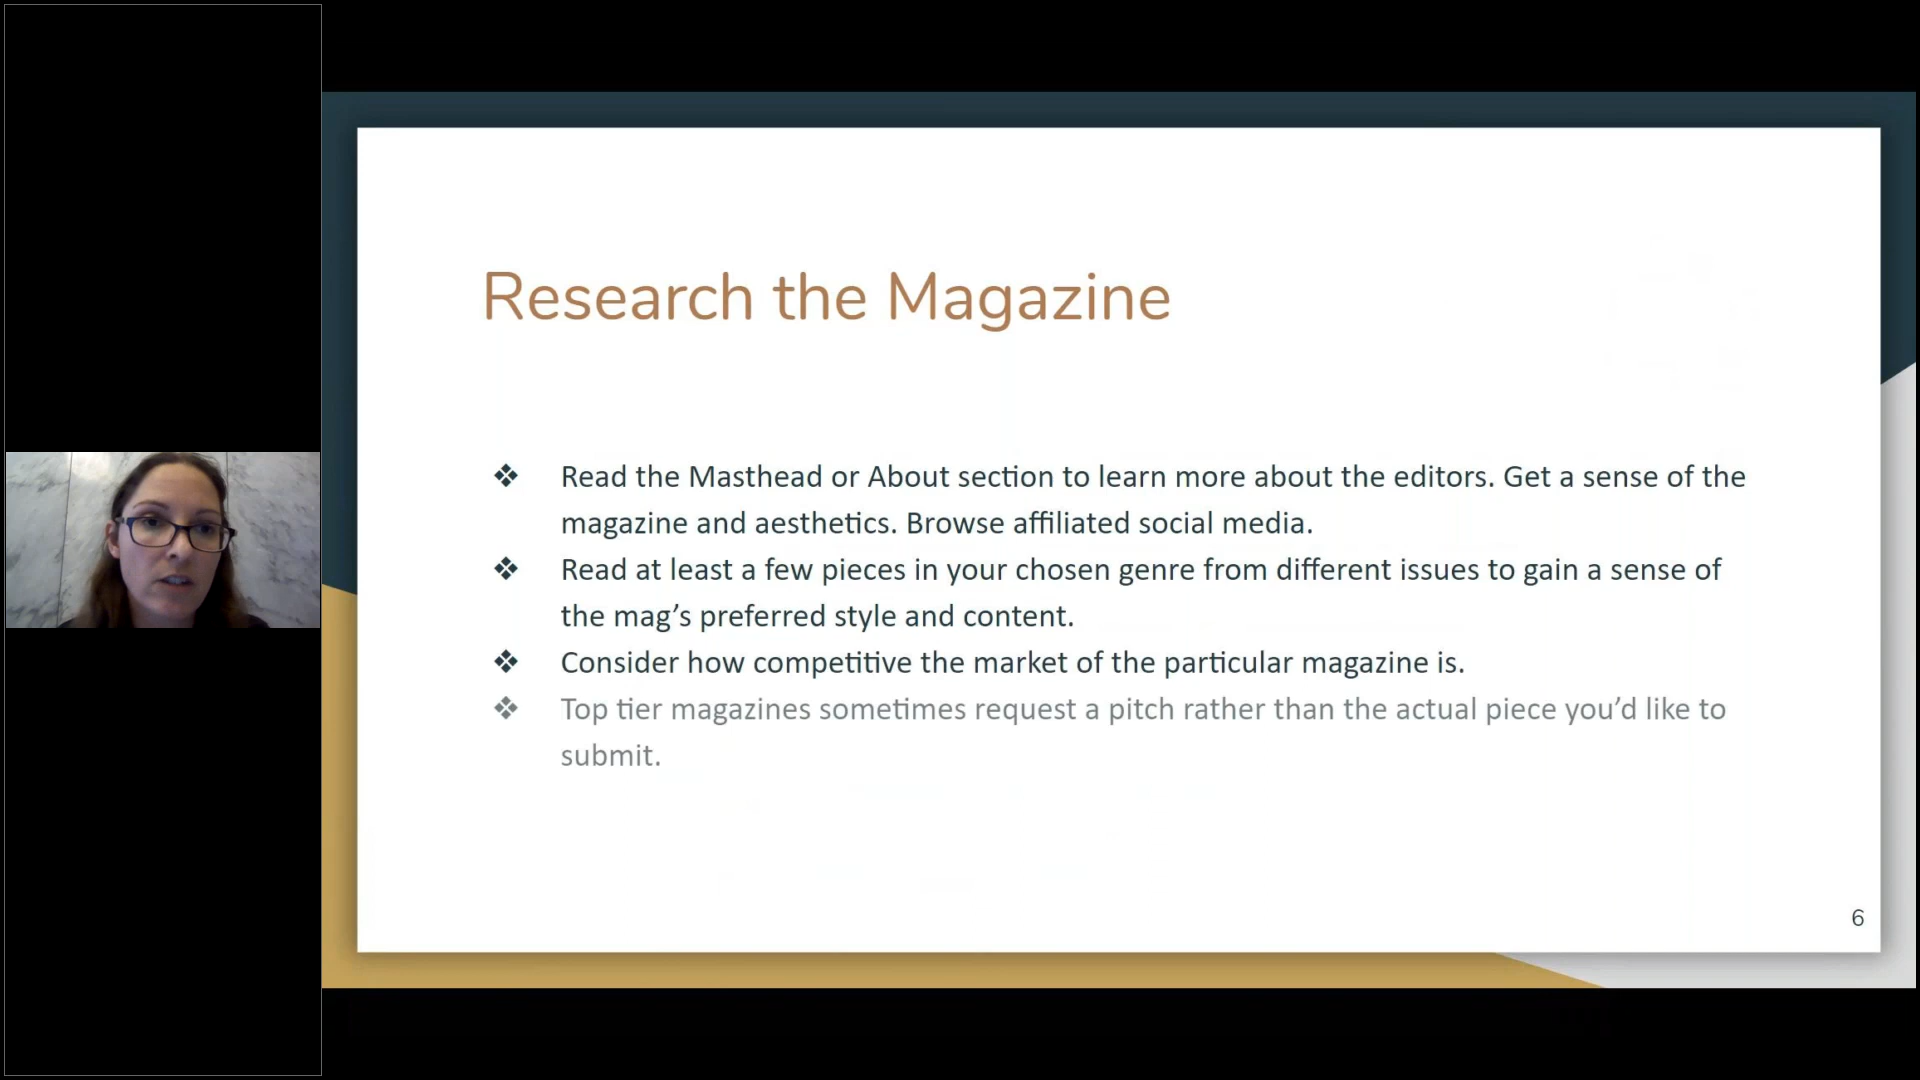 Research the Magazine
❖ Read the Masthead or About section to learn more about the editors. Get a sense of the
magazine and aesthetics. Browse affiliated social media.
❖ Read at least a few pieces in your chosen genre from different issues to gain a sense of
the mag’s preferred style and content.
❖ Consider how competitive the market of the particular magazine is.
❖ Top tier magazines sometimes request a pitch rather than the actual piece you’d like to
submit.
6